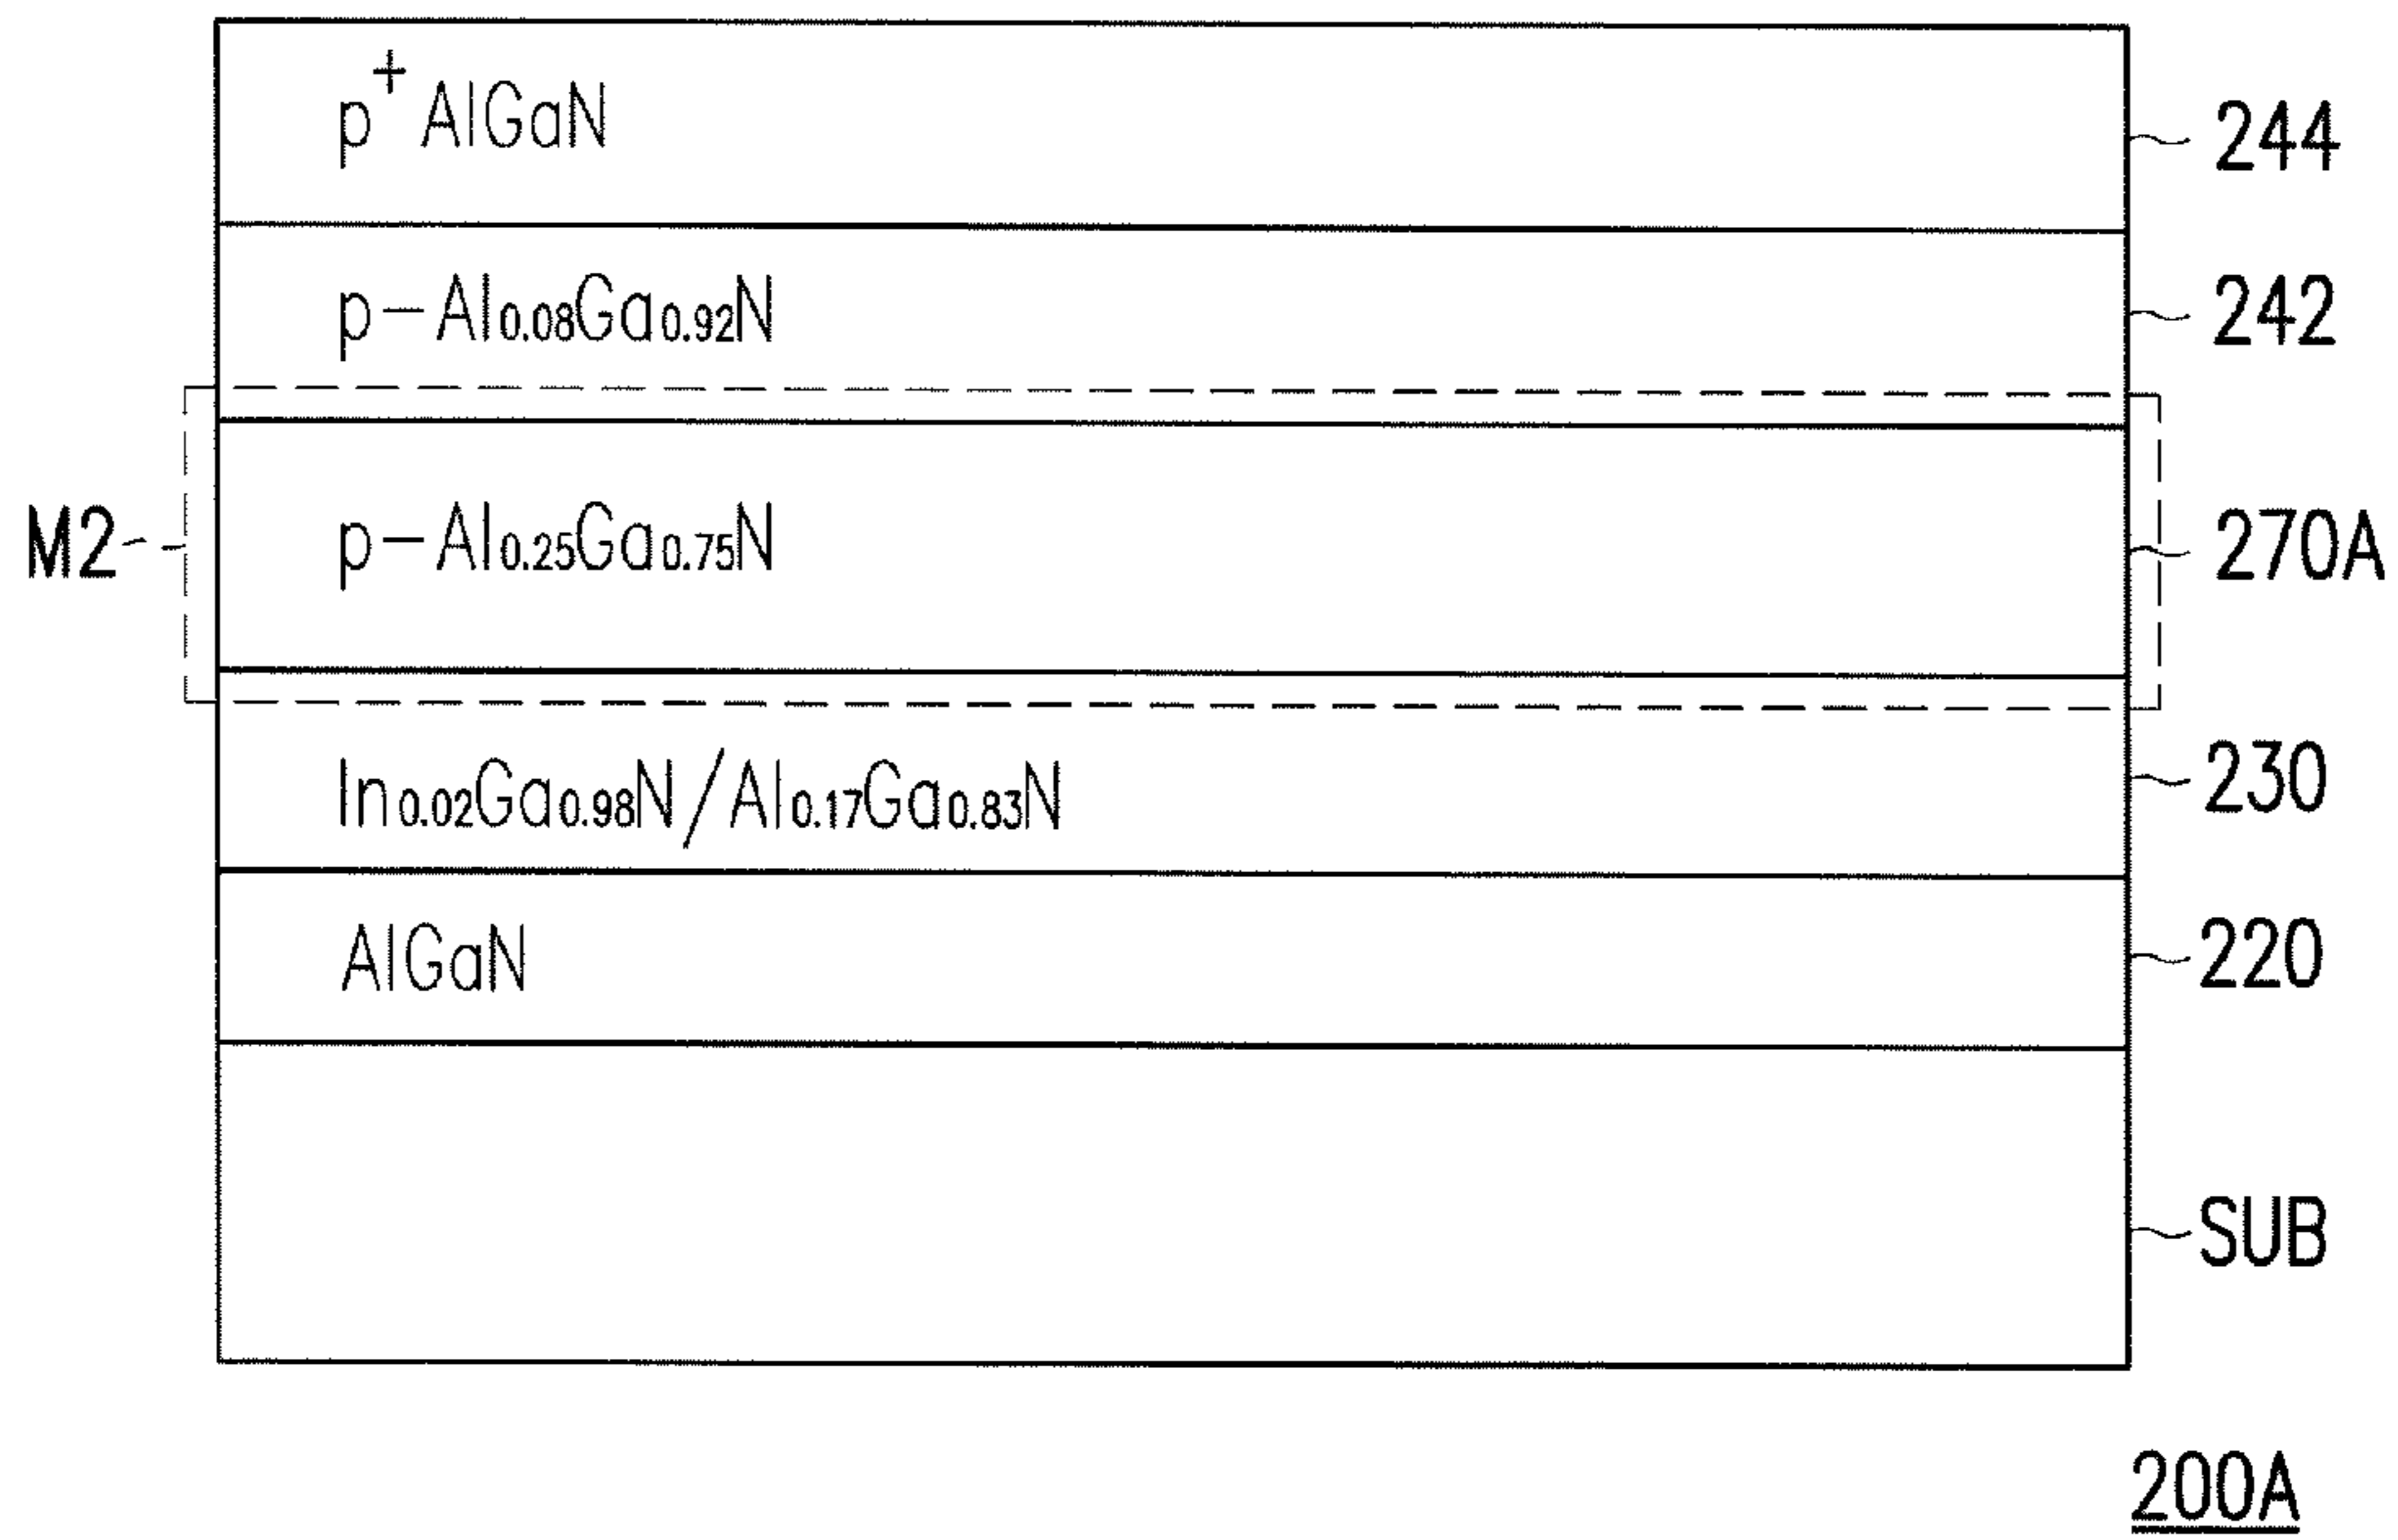 p⁺AlGaN 244
p-Al₀.₀₈Ga₀.₉₂N 242
M2 p-Al₀.₂₅Ga₀.₇₅N 270A
In₀.₀₂Ga₀.₉₈N/Al₀.₁₇Ga₀.₈₃N 230
AlGaN 220
SUB
200A